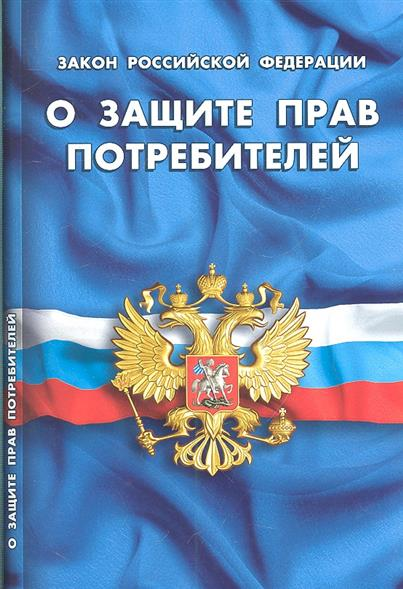 ЗАКОН РОССИЙСКОЙ ФЕДЕРАЦИИ
О ЗАЩИТЕ ПРАВ
ПОТРЕБИТЕЛЕЙ
О ЗАЩИТЕ ПРАВ ПОТРЕБИТЕЛЕЙ